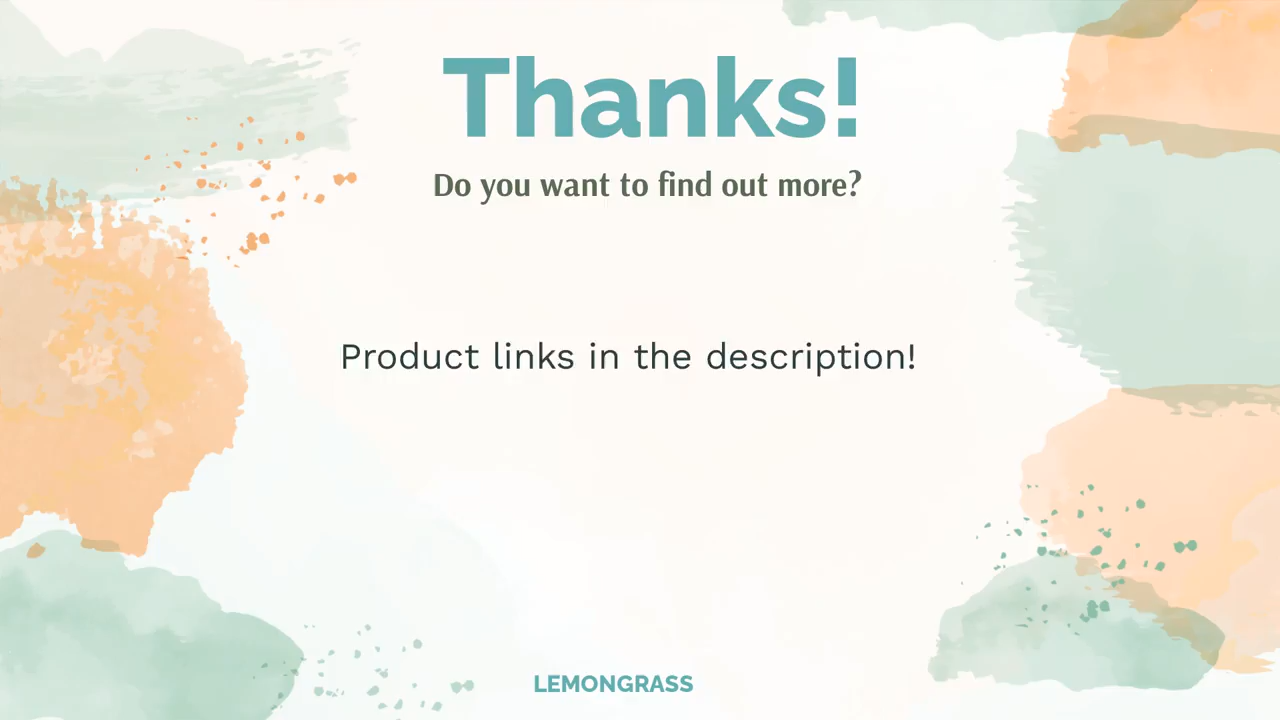 Thanks!
Do you want to find out more?
Product links in the description!
LEMONGRASS